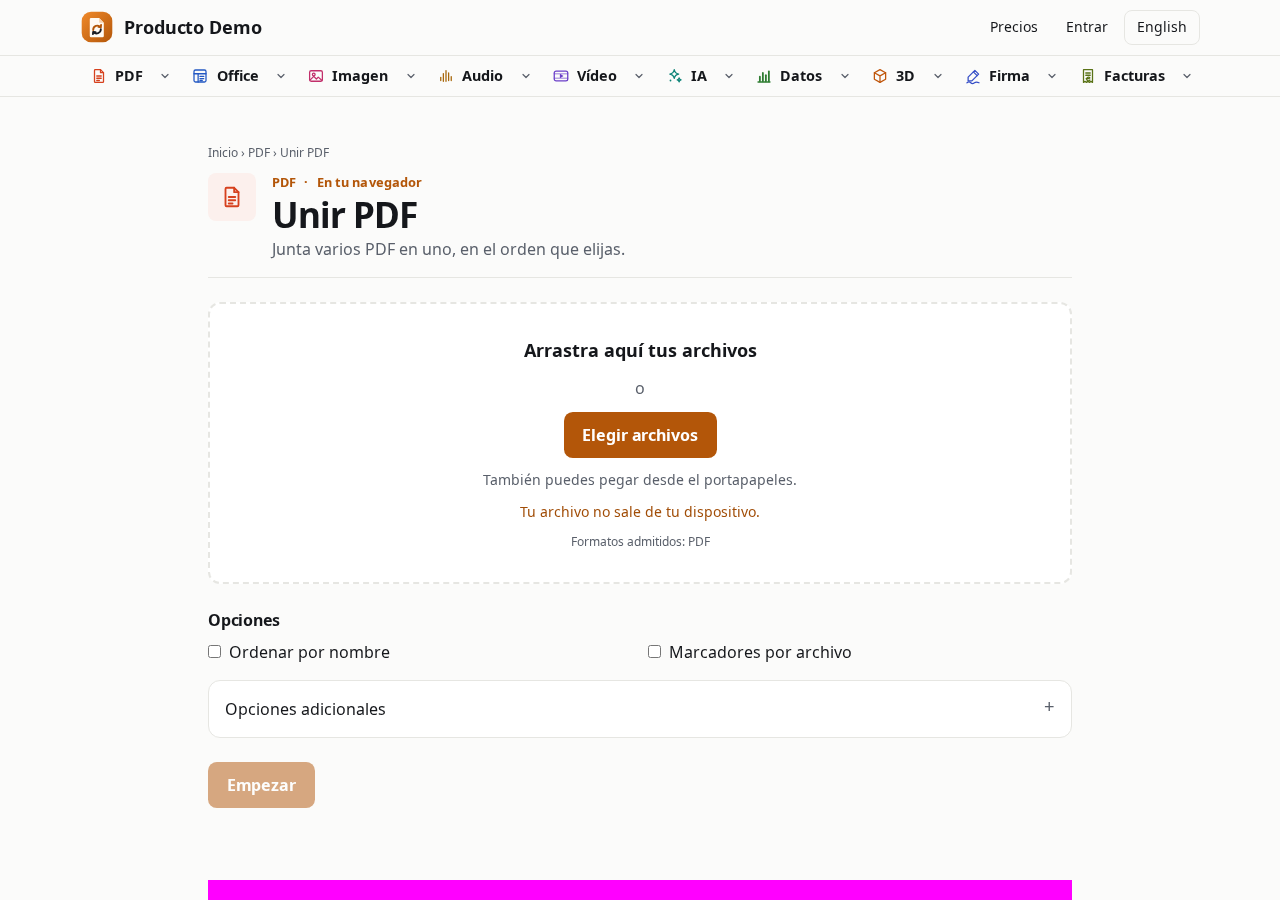 Producto Demo
Precios
Entrar
English
PDF
Office
Imagen
Audio
Vídeo
IA
Datos
3D
Firma
Facturas
Inicio › PDF › Unir PDF
PDF · En tu navegador
Unir PDF
Junta varios PDF en uno, en el orden que elijas.
Arrastra aquí tus archivos
o
Elegir archivos
También puedes pegar desde el portapapeles.
Tu archivo no sale de tu dispositivo.
Formatos admitidos: PDF
Opciones
Ordenar por nombre
Marcadores por archivo
Opciones adicionales +
Empezar